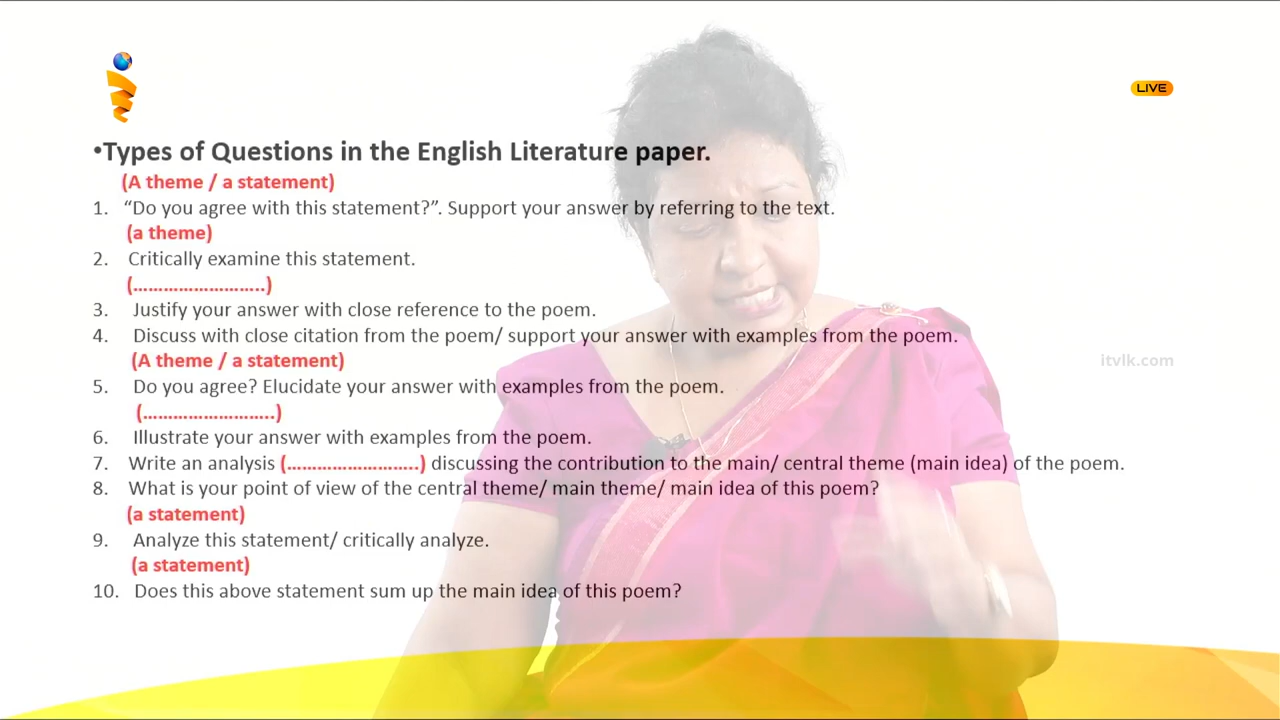 LIVE
•Types of Questions in the English Literature paper.
(A theme / a statement)
1. “Do you agree with this statement?”. Support your answer by referring to the text.
(a theme)
2. Critically examine this statement.
(……………………..)
3. Justify your answer with close reference to the poem.
4. Discuss with close citation from the poem/ support your answer with examples from the poem.
(A theme / a statement)
itvlk.com
5. Do you agree? Elucidate your answer with examples from the poem.
(……………………..)
6. Illustrate your answer with examples from the poem.
7. Write an analysis (……………………..) discussing the contribution to the main/ central theme (main idea) of the poem.
8. What is your point of view of the central theme/ main theme/ main idea of this poem?
(a statement)
9. Analyze this statement/ critically analyze.
(a statement)
10. Does this above statement sum up the main idea of this poem?